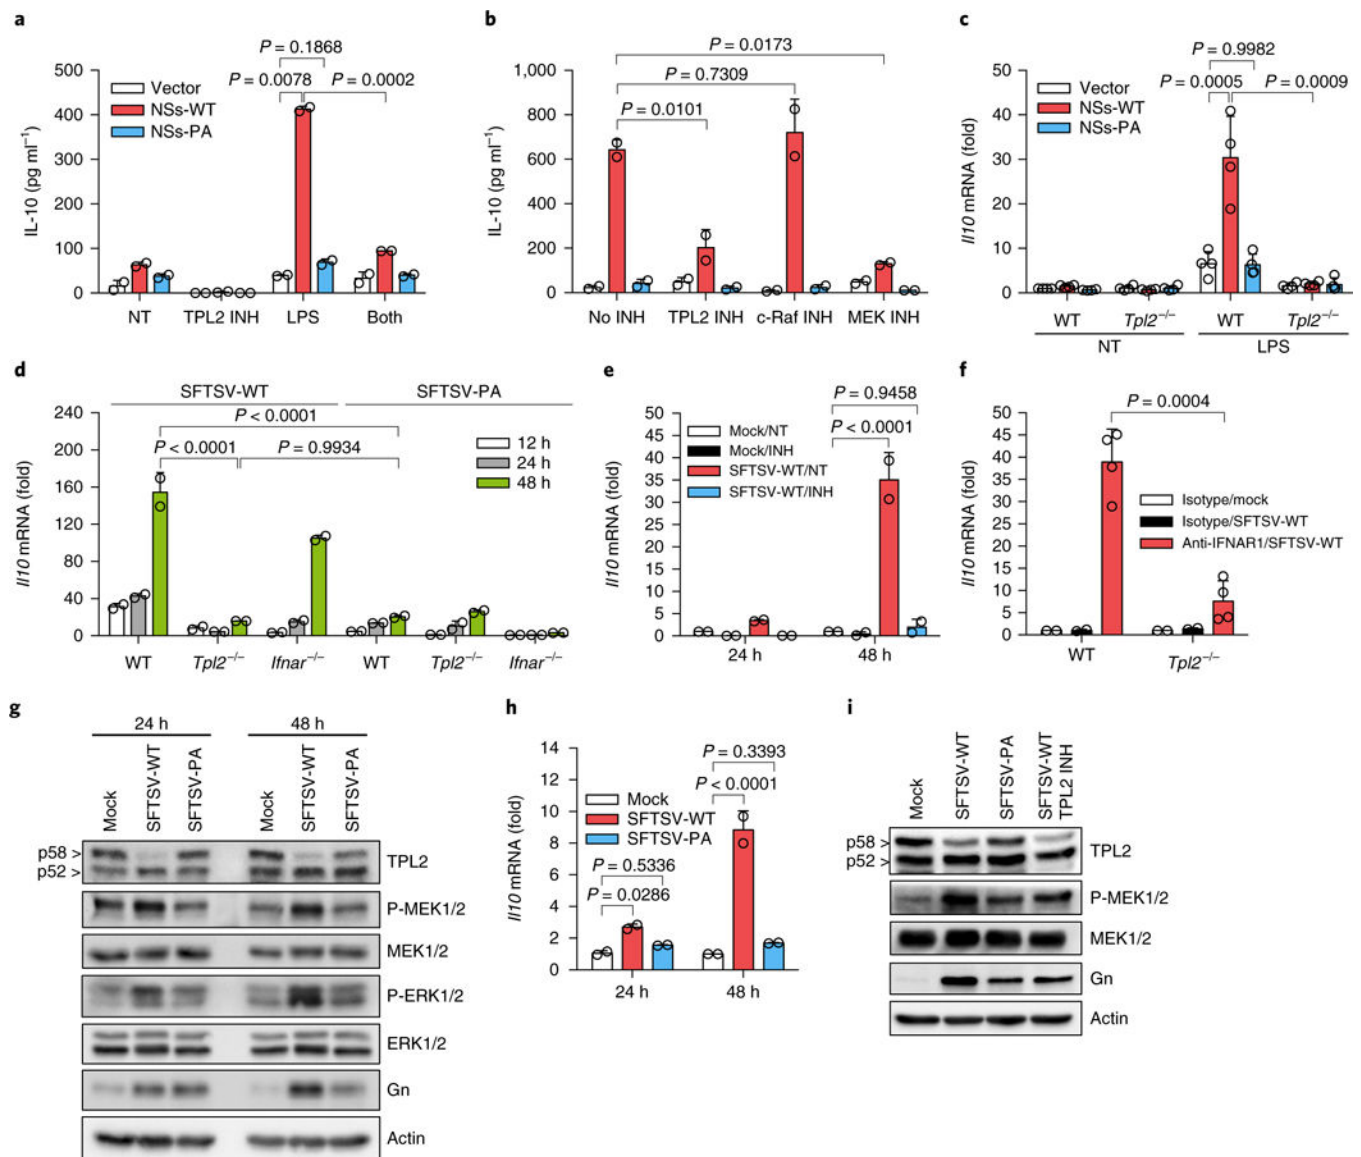 a
P = 0.1868
P = 0.0078 P = 0.0002
500
400
300
200
100
0
IL-10 (pg ml⁻¹)
Vector
NSs-WT
NSs-PA
NT TPL2 INH LPS Both
b
P = 0.0173
P = 0.7309
P = 0.0101
1,000
800
600
400
200
0
IL-10 (pg ml⁻¹)
No INH TPL2 INH c-Raf INH MEK INH
c
P = 0.9982
P = 0.0005 P = 0.0009
50
40
30
20
10
0
Il10 mRNA (fold)
Vector
NSs-WT
NSs-PA
WT Tpl2⁻/⁻ WT Tpl2⁻/⁻
NT LPS
d
SFTSV-WT SFTSV-PA
P < 0.0001
P < 0.0001 P = 0.9934
240
200
160
120
80
40
0
Il10 mRNA (fold)
12 h
24 h
48 h
WT Tpl2⁻/⁻ Ifnar⁻/⁻ WT Tpl2⁻/⁻ Ifnar⁻/⁻
e
P = 0.9458
P < 0.0001
50
45
40
35
30
25
20
15
10
5
0
Il10 mRNA (fold)
Mock/NT
Mock/INH
SFTSV-WT/NT
SFTSV-WT/INH
24 h 48 h
f
P = 0.0004
50
45
40
35
30
25
20
15
10
5
0
Il10 mRNA (fold)
Isotype/mock
Isotype/SFTSV-WT
Anti-IFNAR1/SFTSV-WT
WT Tpl2⁻/⁻
g
24 h 48 h
Mock SFTSV-WT SFTSV-PA Mock SFTSV-WT SFTSV-PA
p58 >
p52 >
TPL2
P-MEK1/2
MEK1/2
P-ERK1/2
ERK1/2
Gn
Actin
h
P = 0.3393
P < 0.0001
P = 0.5336
P = 0.0286
14
12
10
8
6
4
2
0
Il10 mRNA (fold)
Mock
SFTSV-WT
SFTSV-PA
24 h 48 h
i
Mock SFTSV-WT SFTSV-PA SFTSV-WT
TPL2 INH
p58 >
p52 >
TPL2
P-MEK1/2
MEK1/2
Gn
Actin